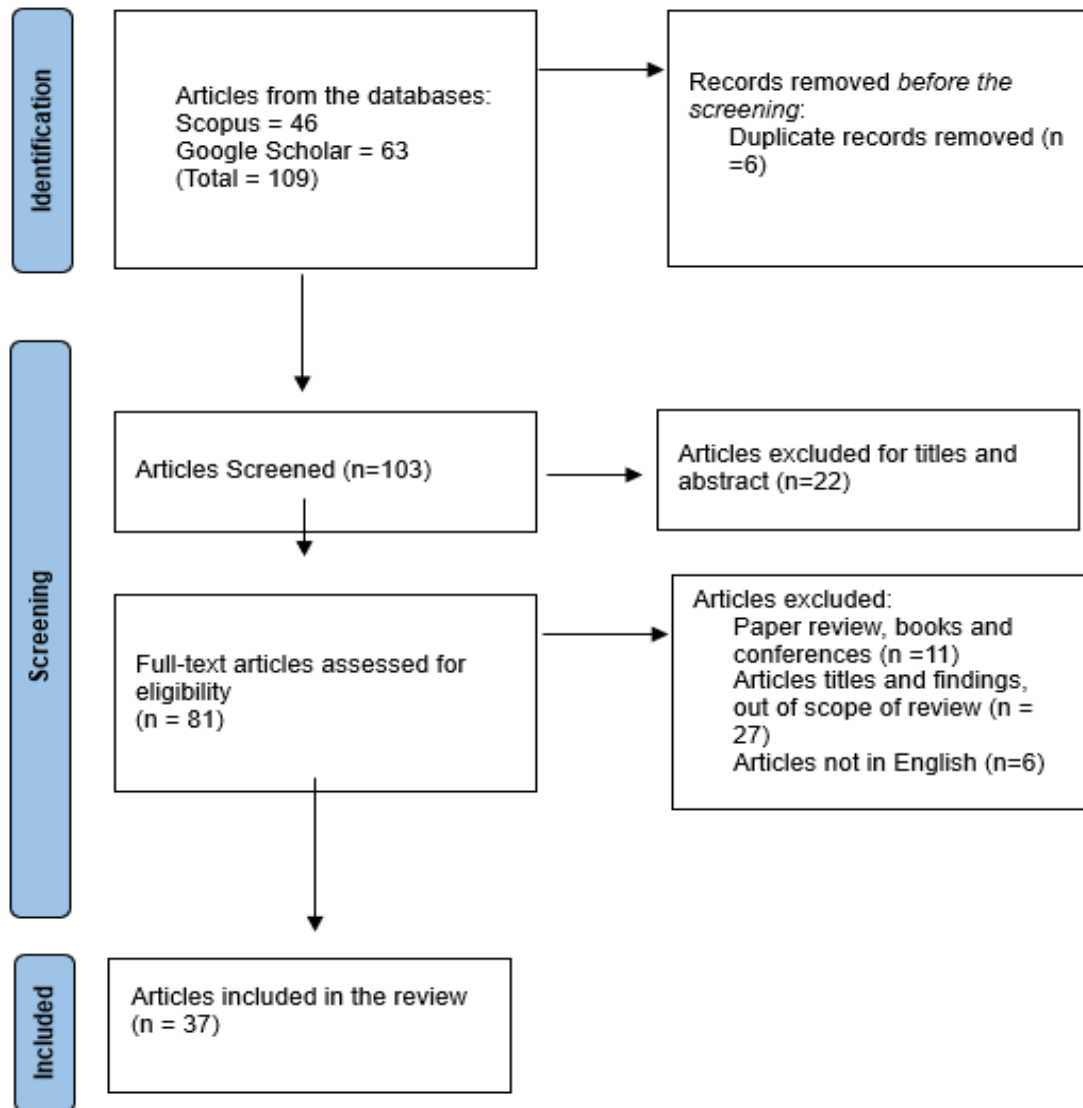 Identification
Articles from the databases:
Scopus = 46
Google Scholar = 63
(Total = 109)
Records removed before the
screening:
Duplicate records removed (n
=6)
Screening
Articles Screened (n=103)
Articles excluded for titles and
abstract (n=22)
Full-text articles assessed for
eligibility
(n = 81)
Articles excluded:
Paper review, books and
conferences (n =11)
Articles titles and findings,
out of scope of review (n =
27)
Articles not in English (n=6)
Included
Articles included in the review
(n = 37)